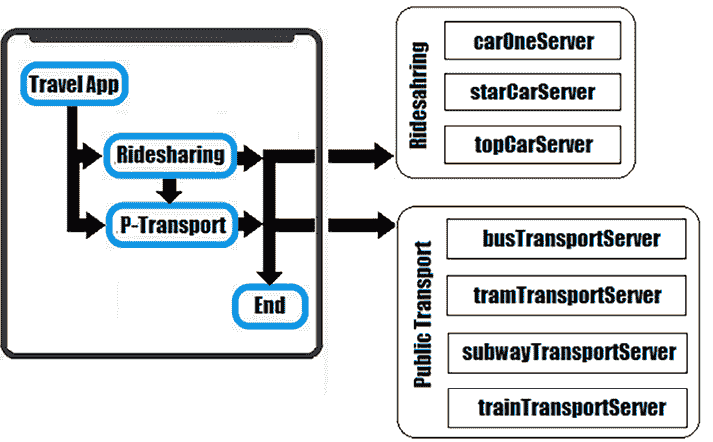 Travel App
Ridesharing
P-Transport
End
Ridesahring
carOneServer
starCarServer
topCarServer
Public Transport
busTransportServer
tramTransportServer
subwayTransportServer
trainTransportServer